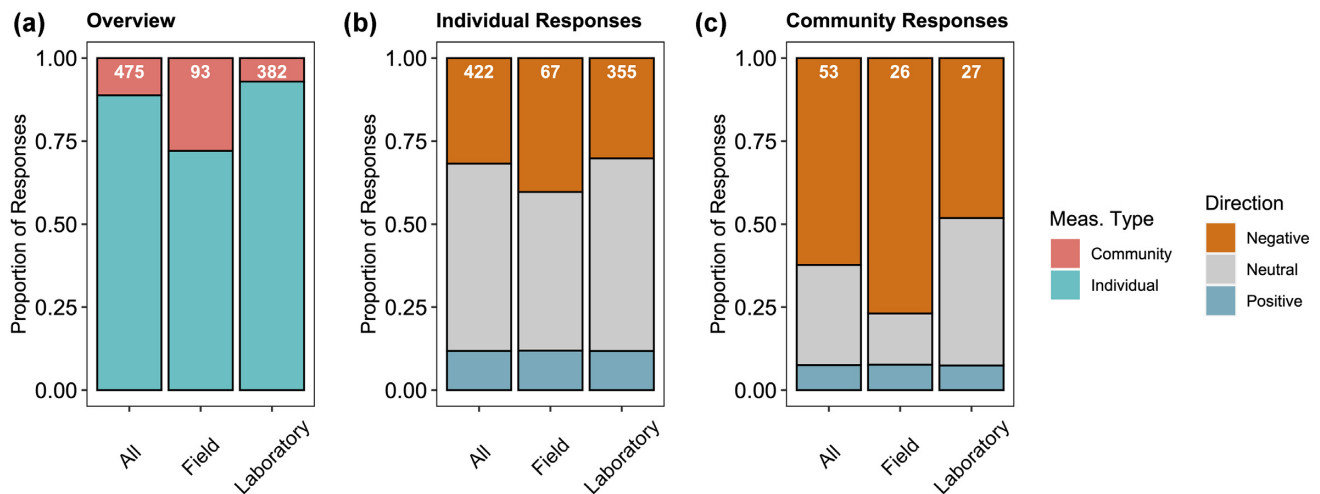 (a) Overview
Proportion of Responses
1.00
0.75
0.50
0.25
0.00
475 93 382
All Field Laboratory
(b) Individual Responses
Proportion of Responses
1.00
0.75
0.50
0.25
0.00
422 67 355
All Field Laboratory
(c) Community Responses
Proportion of Responses
1.00
0.75
0.50
0.25
0.00
53 26 27
All Field Laboratory
Meas. Type
Community
Individual
Direction
Negative
Neutral
Positive